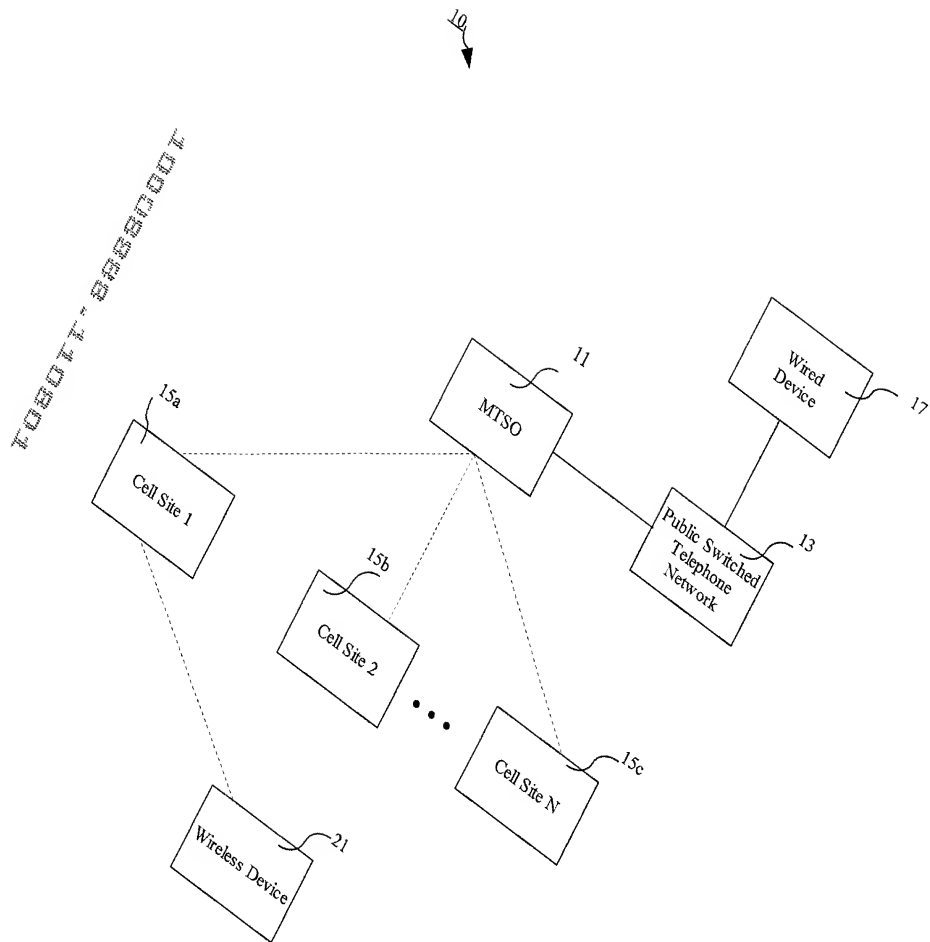 10
11
MTSO
Wired
Device
17
15a
Cell Site 1
Public Switched
Telephone
Network
13
15b
Cell Site 2
15c
Cell Site N
21
Wireless Device